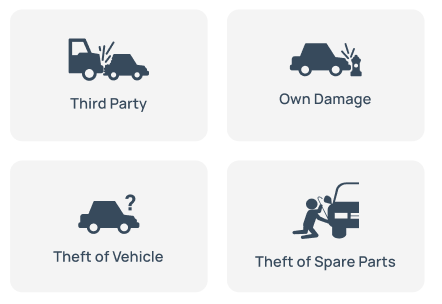 Third Party
Own Damage
?
Theft of Vehicle
Theft of Spare Parts